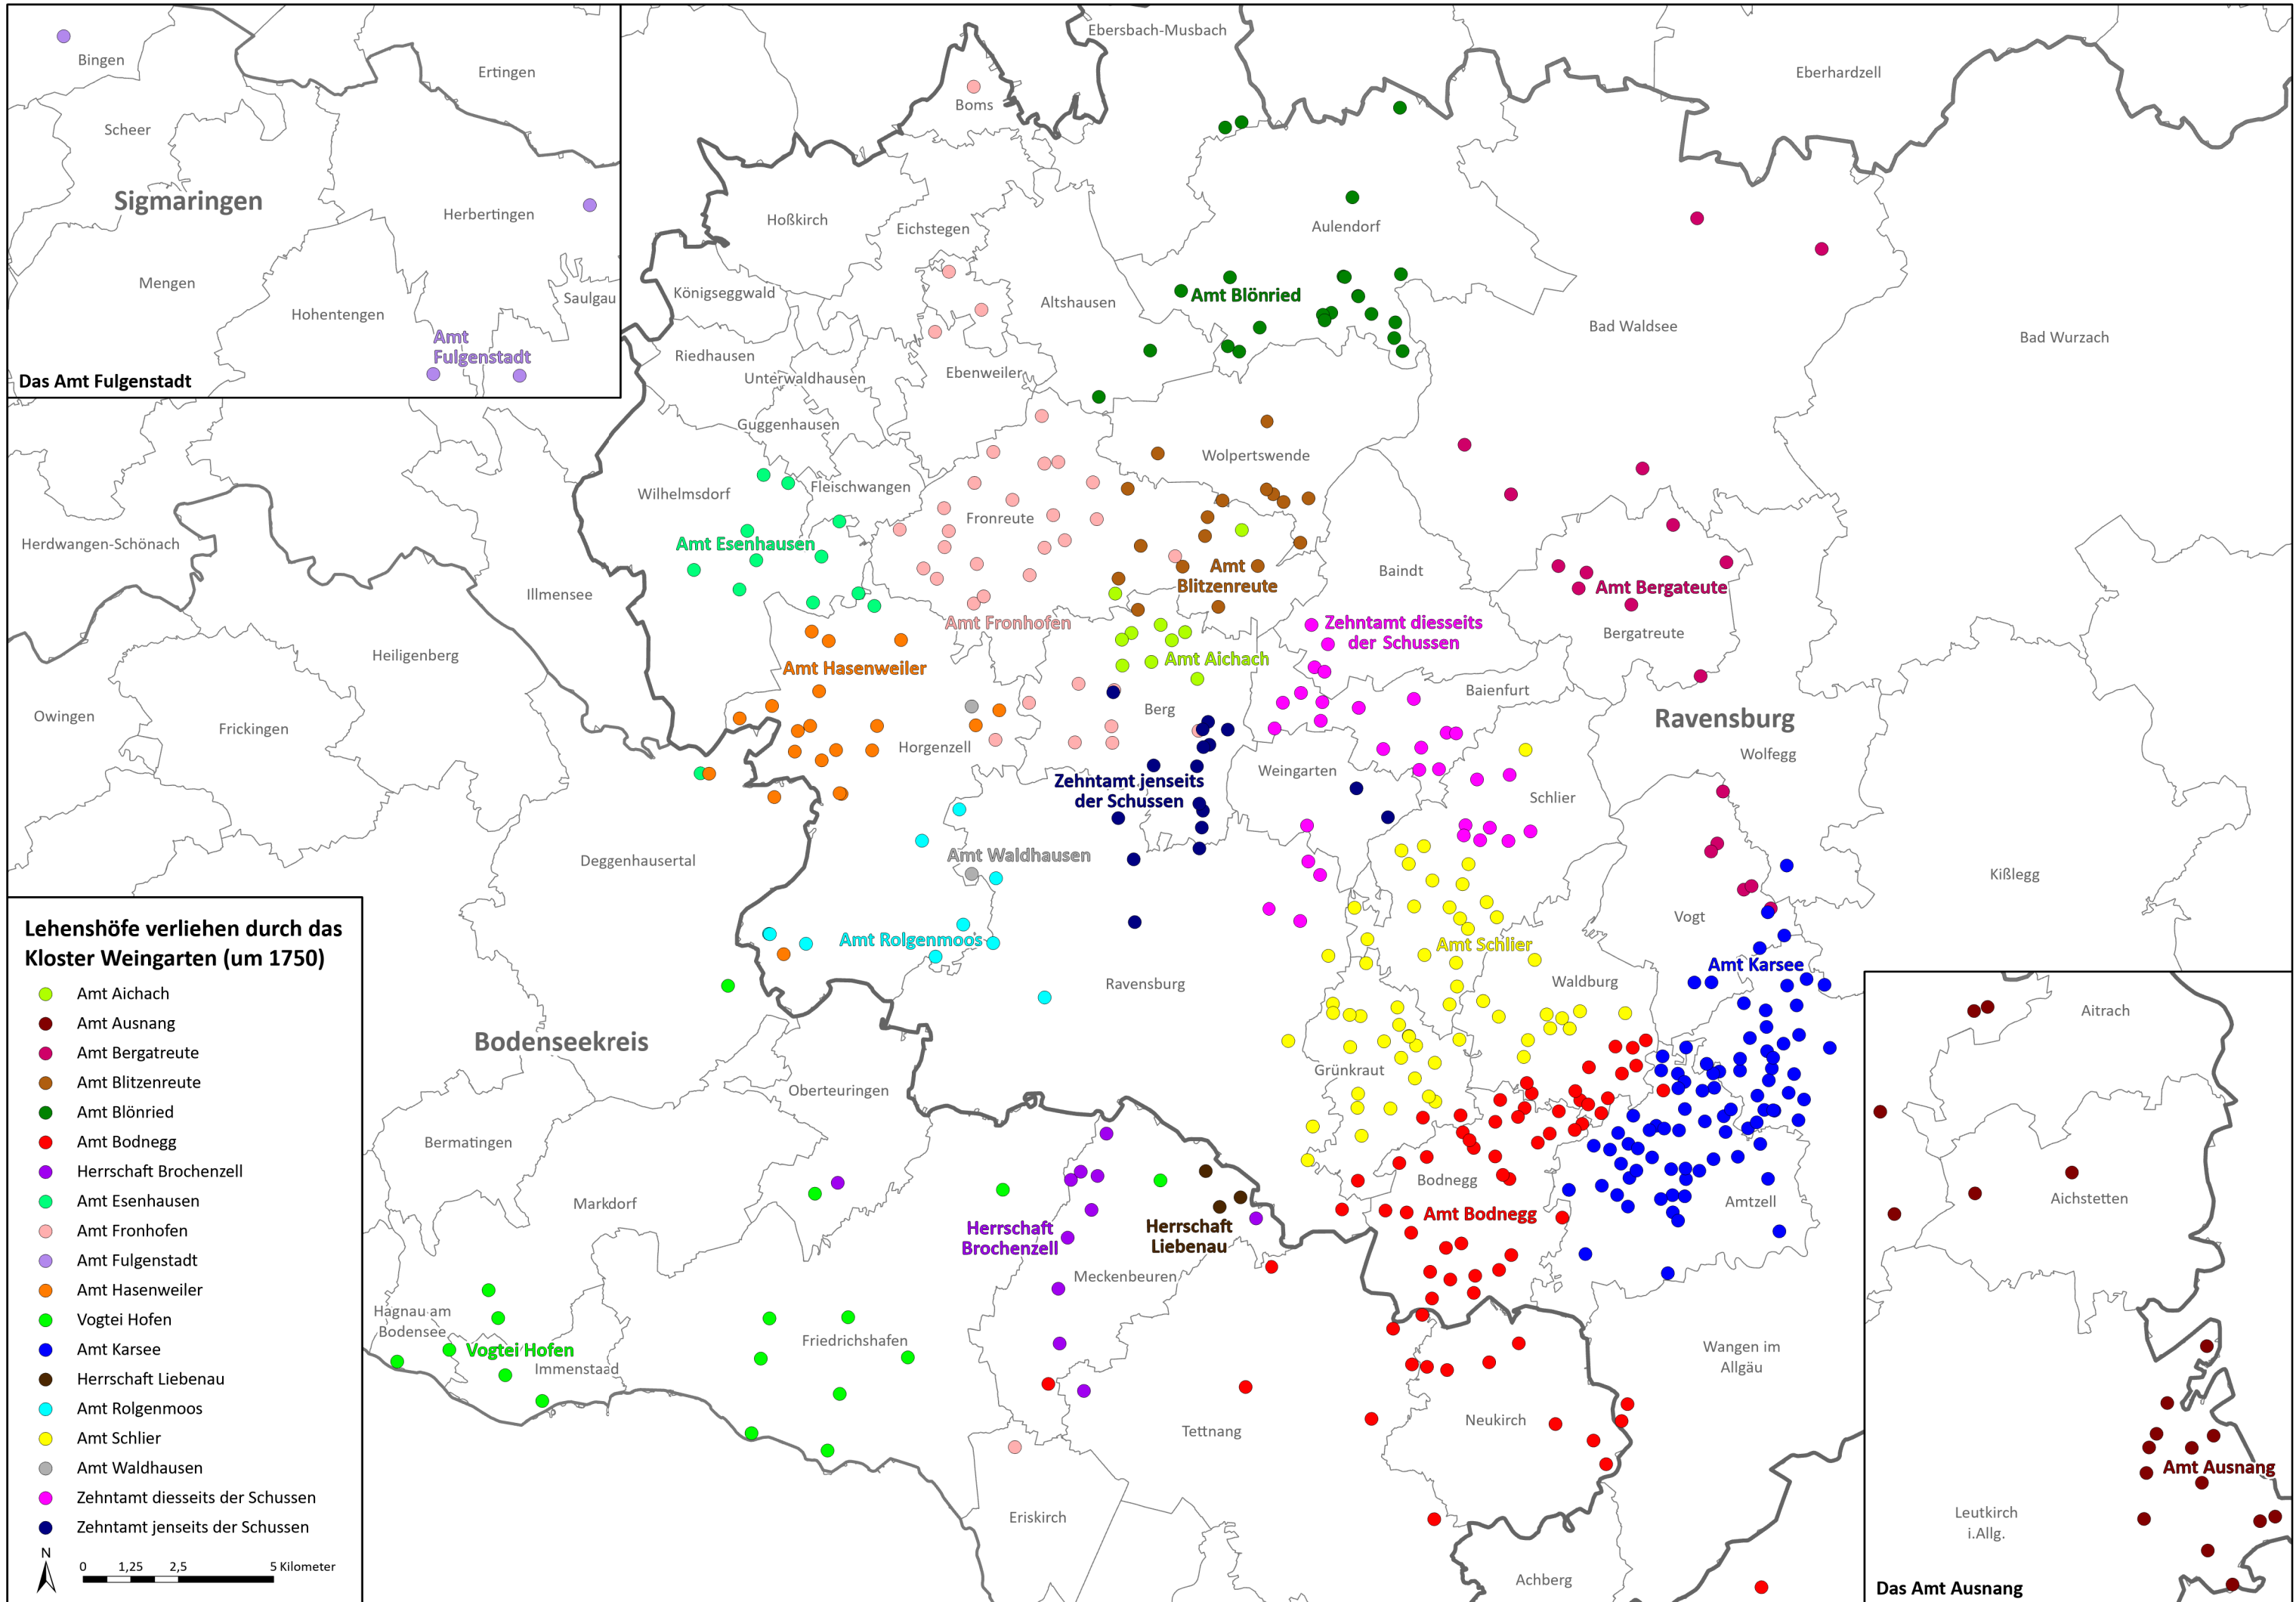 Bingen
Ertingen
Scheer
Sigmaringen
Herbertingen
Mengen
Saulgau
Hohentengen
Amt
Fulgenstadt
Das Amt Fulgenstadt
Ebersbach-Musbach
Eberhardzell
Boms
Hoßkirch
Eichstegen
Aulendorf
Königseggwald
Altshausen
Amt Blönried
Bad Waldsee
Bad Wurzach
Riedhausen
Unterwaldhausen
Ebenweiler
Guggenhausen
Wolpertswende
Wilhelmsdorf
Fleischwangen
Fronreute
Herdwangen-Schönach
Amt Esenhausen
Amt
Blitzenreute
Baindt
Amt Bergateute
Illmensee
Amt Fronhofen
Zehntamt diesseits
der Schussen
Bergatreute
Heiligenberg
Amt Hasenweiler
Amt Aichach
Baienfurt
Owingen
Frickingen
Berg
Ravensburg
Horgenzell
Wolfegg
Weingarten
Zehntamt jenseits
der Schussen
Schlier
Deggenhausertal
Amt Waldhausen
Kißlegg
Vogt
Amt Rolgenmoos
Amt Schlier
Amt Karsee
Ravensburg
Waldburg
Bodenseekreis
Grünkraut
Oberteuringen
Bermatingen
Bodnegg
Markdorf
Amtzell
Amt Bodnegg
Herrschaft
Brochenzell
Herrschaft
Liebenau
Meckenbeuren
Hagnau am
Bodensee
Vogtei Hofen
Immenstaad
Friedrichshafen
Wangen im
Allgäu
Neukirch
Tettnang
Eriskirch
Achberg
Lehenshöfe verliehen durch das
Kloster Weingarten (um 1750)
Amt Aichach
Amt Ausnang
Amt Bergatreute
Amt Blitzenreute
Amt Blönried
Amt Bodnegg
Herrschaft Brochenzell
Amt Esenhausen
Amt Fronhofen
Amt Fulgenstadt
Amt Hasenweiler
Vogtei Hofen
Amt Karsee
Herrschaft Liebenau
Amt Rolgenmoos
Amt Schlier
Amt Waldhausen
Zehntamt diesseits der Schussen
Zehntamt jenseits der Schussen
N
0 1,25 2,5 5 Kilometer
Aitrach
Aichstetten
Amt Ausnang
Leutkirch
i.Allg.
Das Amt Ausnang